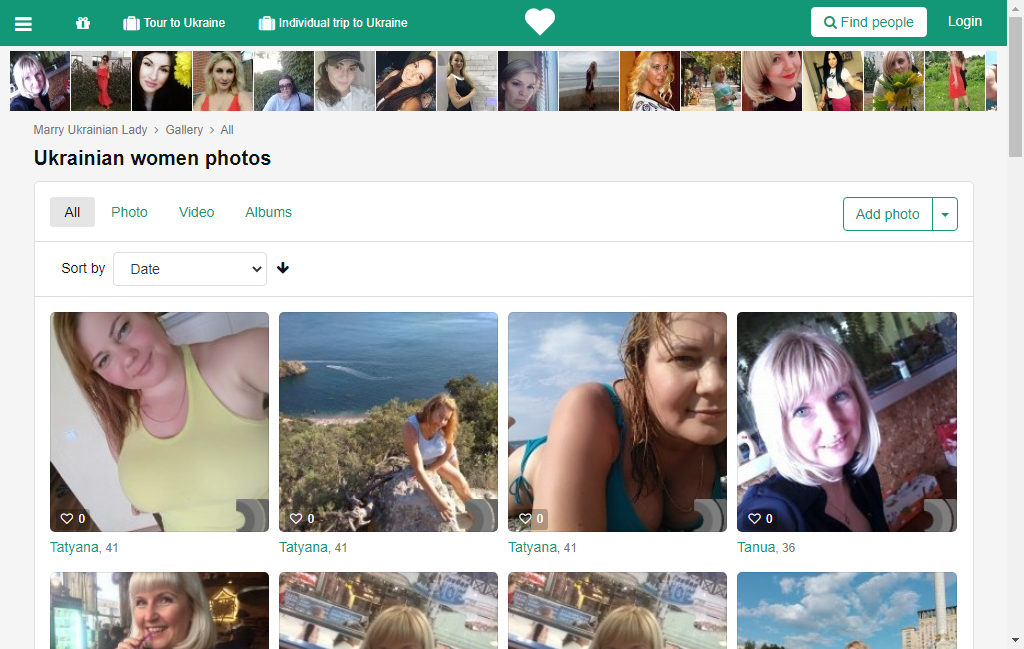 Tour to Ukraine
Individual trip to Ukraine
Find people
Login
Marry Ukrainian Lady > Gallery > All
Ukrainian women photos
All
Photo
Video
Albums
Add photo
Sort by
Date
0
0
0
0
Tatyana, 41
Tatyana, 41
Tatyana, 41
Tanua, 36